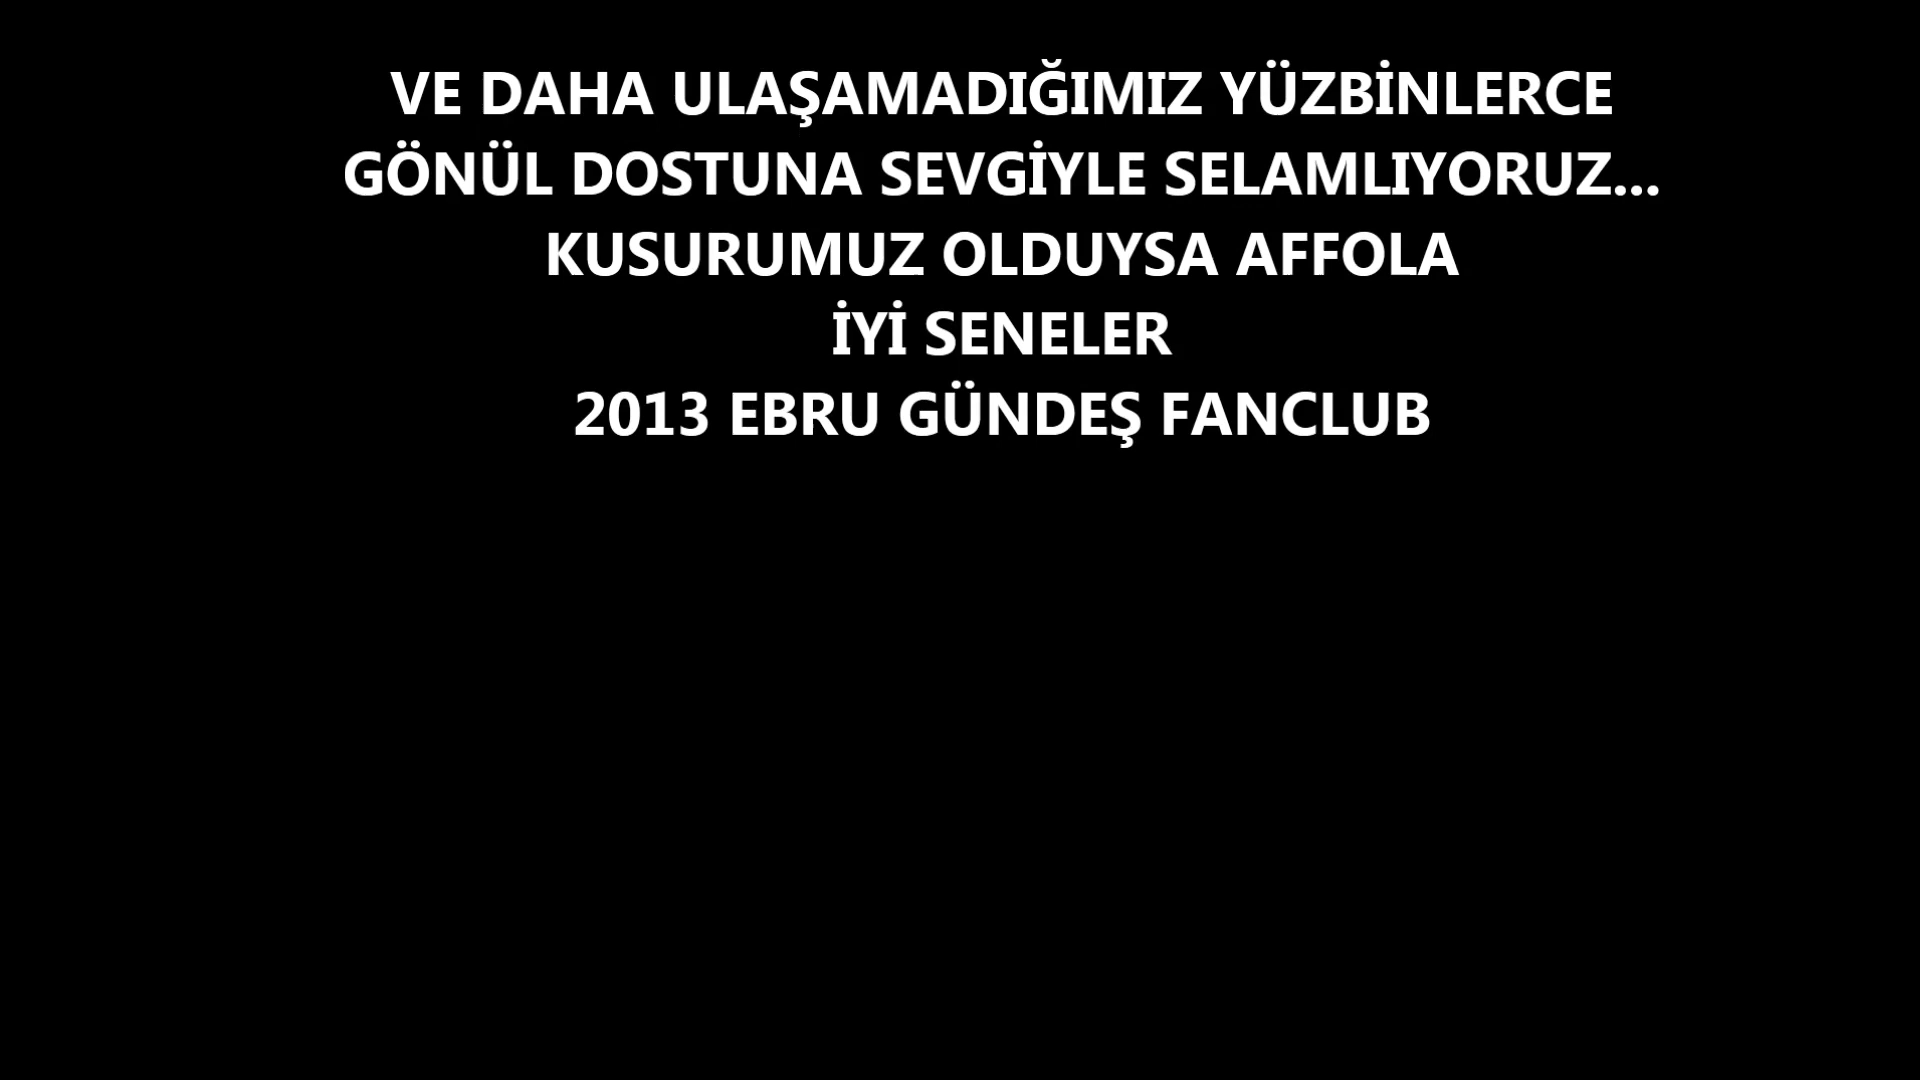 VE DAHA ULAŞAMADIĞIMIZ YÜZBİNLERCE
GÖNÜL DOSTUNA SEVGİYLE SELAMLIYORUZ...
KUSURUMUZ OLDUYSA AFFOLA
İYİ SENELER
2013 EBRU GÜNDEŞ FANCLUB